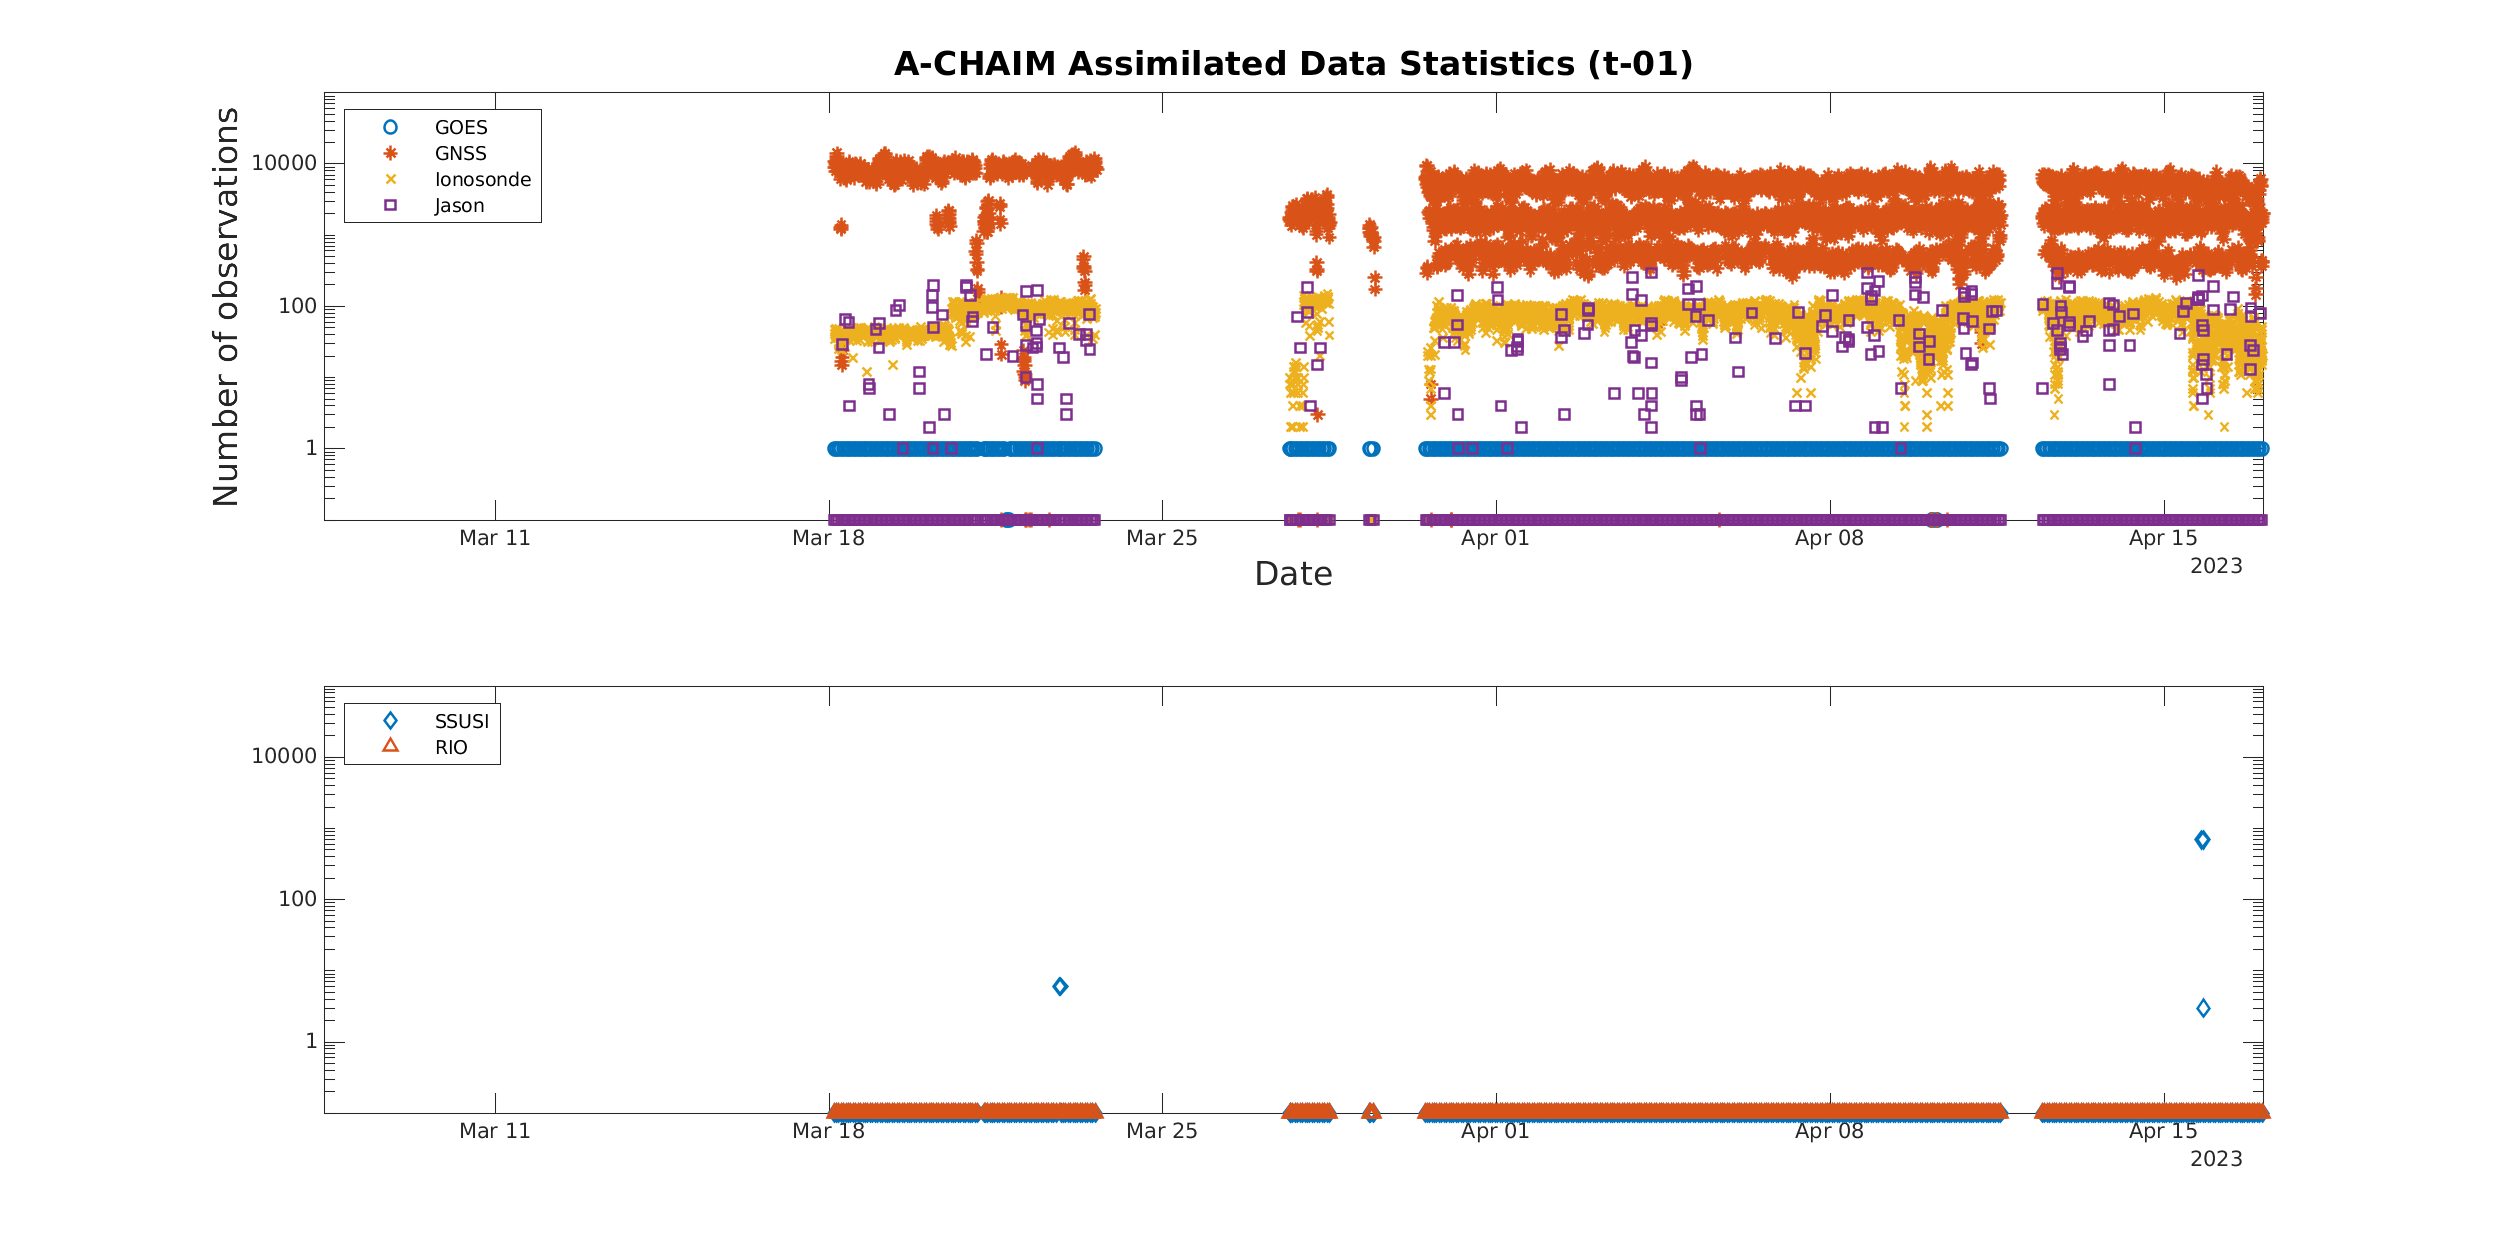 A-CHAIM Assimilated Data Statistics (t-01)
Number of observations
10000
100
1
GOES
GNSS
Ionosonde
Jason
Mar 11
Mar 18
Mar 25
Apr 01
Apr 08
Apr 15
2023
Date
10000
100
1
SSUSI
RIO
Mar 11
Mar 18
Mar 25
Apr 01
Apr 08
Apr 15
2023